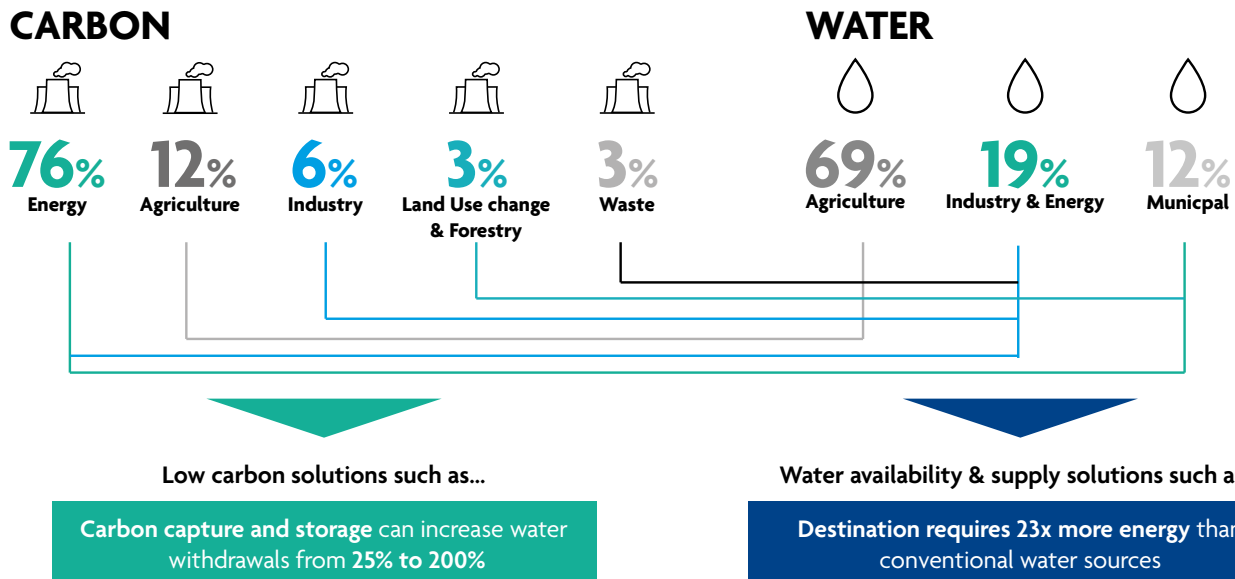 CARBON
WATER
76% 12% 6% 3% 3% 69% 19% 12%
Energy Agriculture Industry Land Use change Waste Agriculture Industry & Energy Municpal
& Forestry
Low carbon solutions such as...
Water availability & supply solutions such a
Carbon capture and storage can increase water
withdrawals from 25% to 200%
Destination requires 23x more energy than
conventional water sources